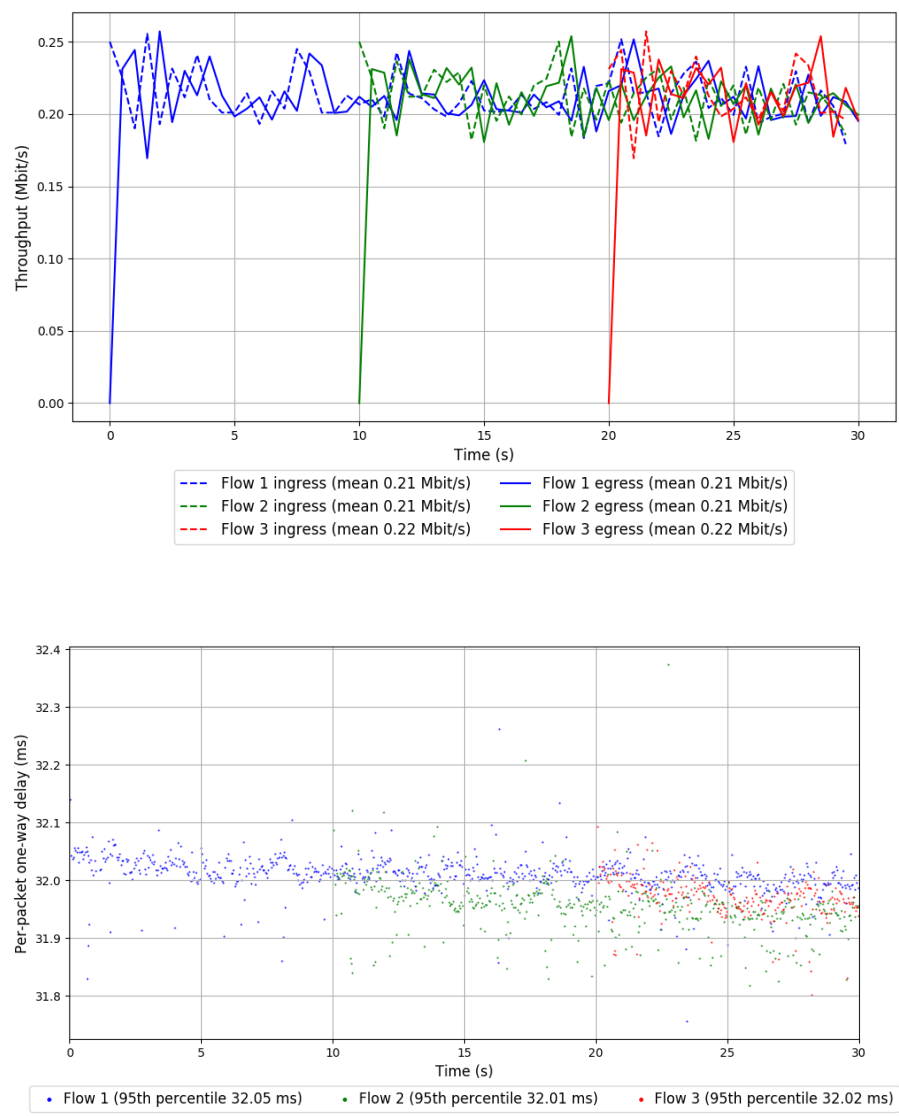 0.25
0.20
0.15
0.10
0.05
0.00
Throughput (Mbit/s)
0 5 10 15 20 25 30
Time (s)
Flow 1 ingress (mean 0.21 Mbit/s) Flow 1 egress (mean 0.21 Mbit/s)
Flow 2 ingress (mean 0.21 Mbit/s) Flow 2 egress (mean 0.21 Mbit/s)
Flow 3 ingress (mean 0.22 Mbit/s) Flow 3 egress (mean 0.22 Mbit/s)
32.4
32.3
32.2
32.1
32.0
31.9
31.8
Per-packet one-way delay (ms)
0 5 10 15 20 25 30
Time (s)
Flow 1 (95th percentile 32.05 ms) Flow 2 (95th percentile 32.01 ms) Flow 3 (95th percentile 32.02 ms)